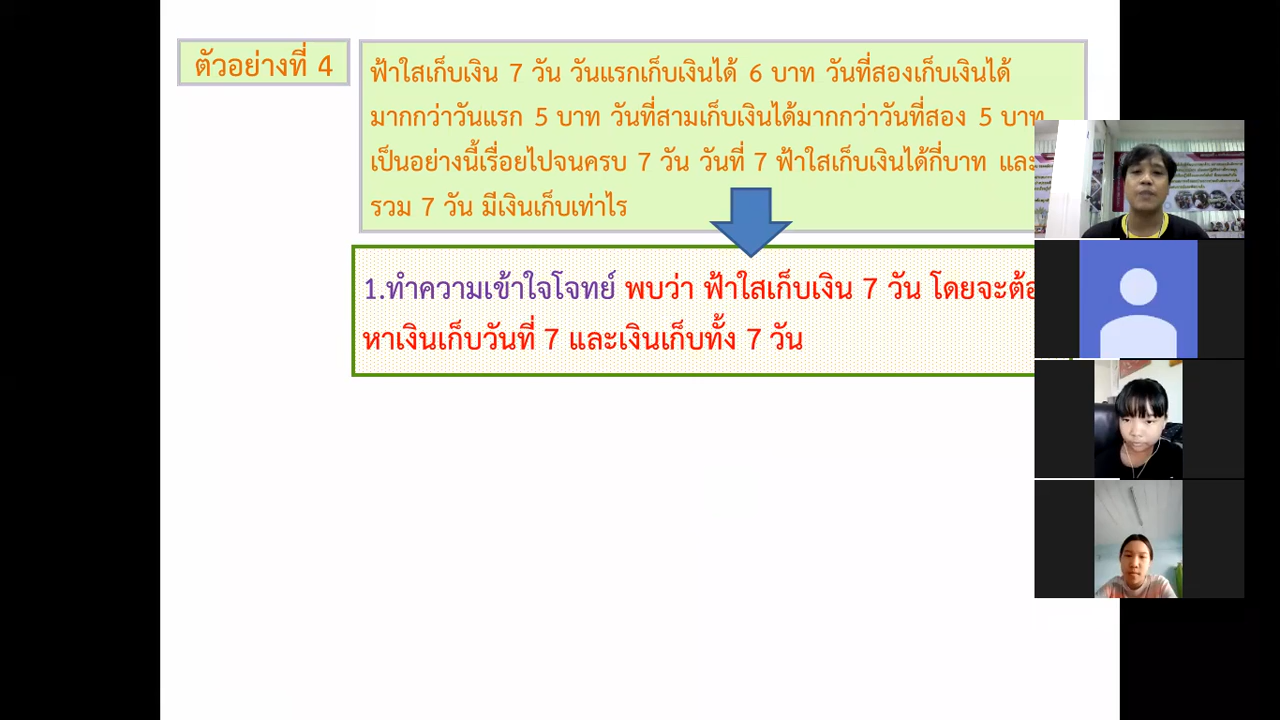 ตัวอย่างที่ 4
ฟ้าใสเก็บเงิน 7 วัน วันแรกเก็บเงินได้ 6 บาท วันที่สองเก็บเงินได้
มากกว่าวันแรก 5 บาท วันที่สามเก็บเงินได้มากกว่าวันที่สอง 5 บาท
เป็นอย่างนี้เรื่อยไปจนครบ 7 วัน วันที่ 7 ฟ้าใสเก็บเงินได้กี่บาท และ
รวม 7 วัน มีเงินเก็บเท่าไร
1.ทำความเข้าใจโจทย์ พบว่า ฟ้าใสเก็บเงิน 7 วัน โดยจะต้อ
หาเงินเก็บวันที่ 7 และเงินเก็บทั้ง 7 วัน